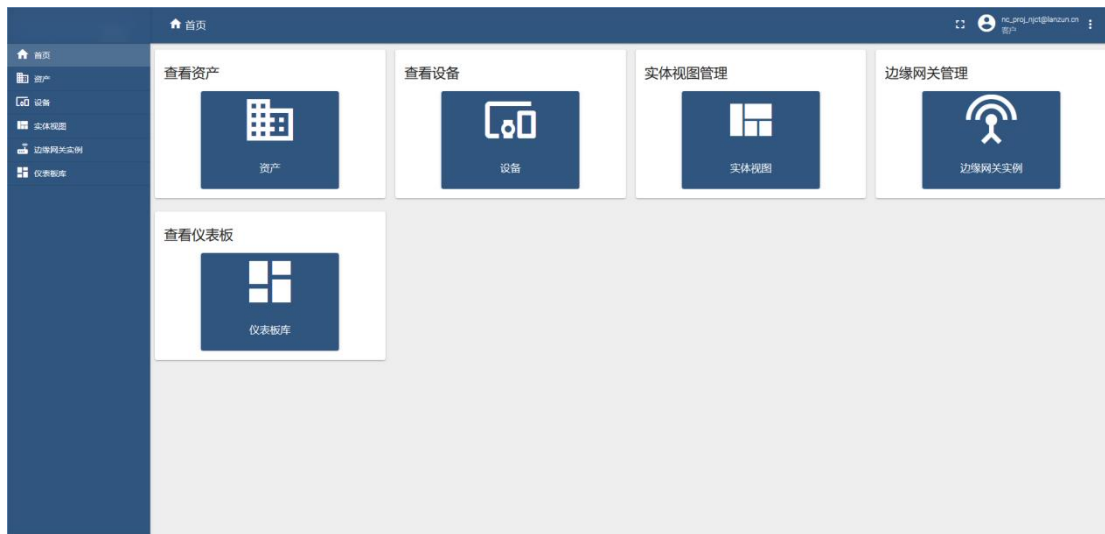 首页
nc_proj_njct@lanzun.cn
客户
首页
资产
设备
实体视图
边缘网关实例
仪表板库
查看资产
资产
查看设备
设备
实体视图管理
实体视图
边缘网关管理
边缘网关实例
查看仪表板
仪表板库